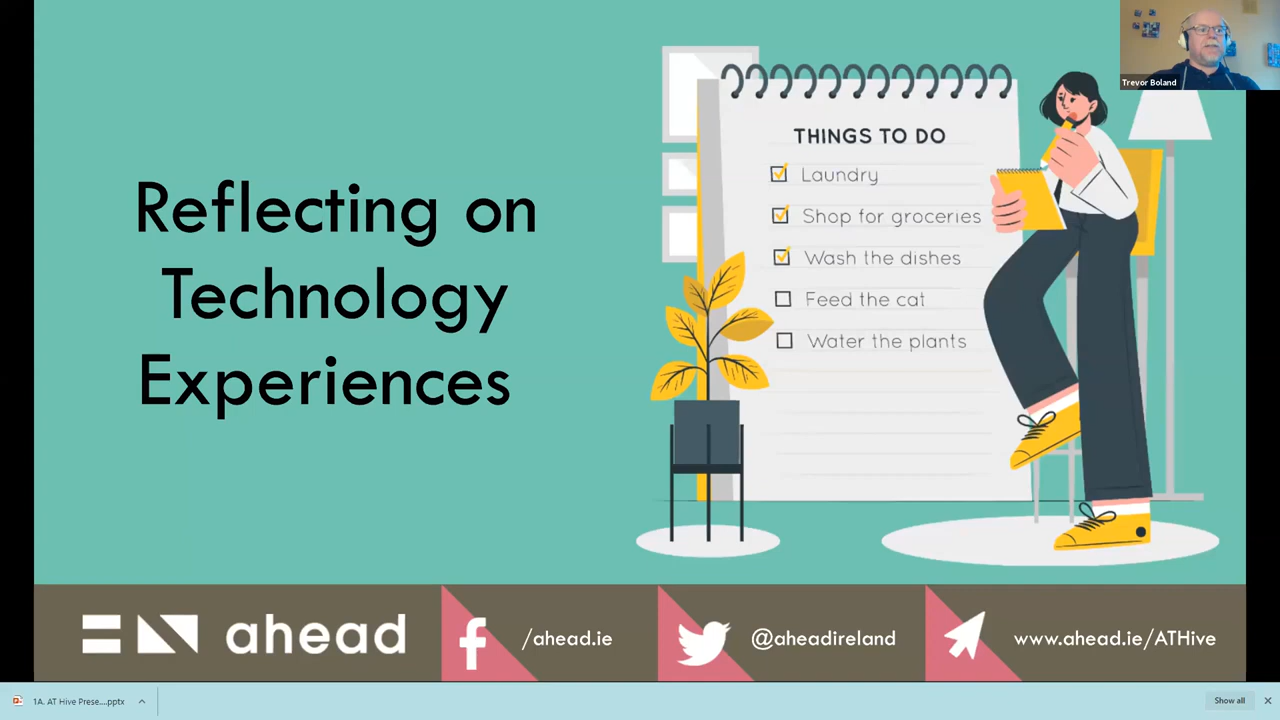 Trevor Boland
Reflecting on
Technology
Experiences
THINGS TO DO
Laundry
Shop for groceries
Wash the dishes
Feed the cat
Water the plants
ahead
/ahead.ie
@aheadireland
www.ahead.ie/ATHive
1A. AT Hive Prese....pptx
Show all